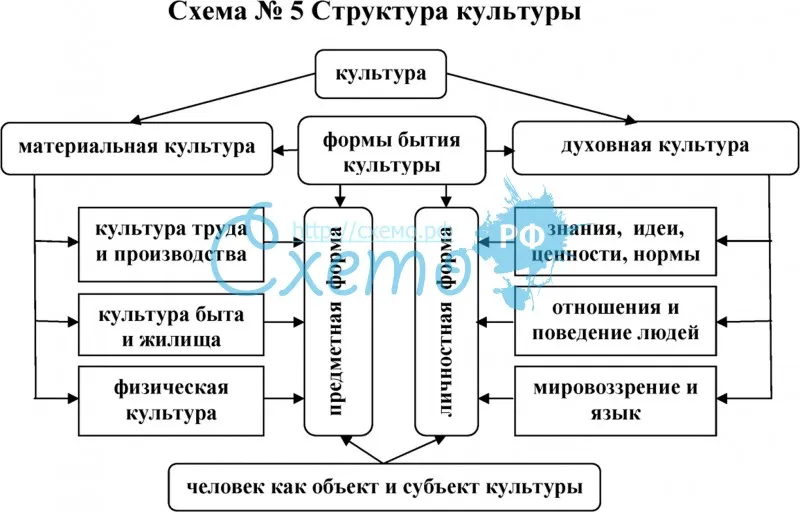 Схема № 5 Структура культуры
культура
материальная культура
формы бытия
культуры
духовная культура
культура труда
и производства
культура быта
и жилища
физическая
культура
предметная форма
личностная форма
знания, идеи,
ценности, нормы
отношения и
поведение людей
мировоззрение и
язык
человек как объект и субъект культуры
http://схемо.рф
Схемо
РФ